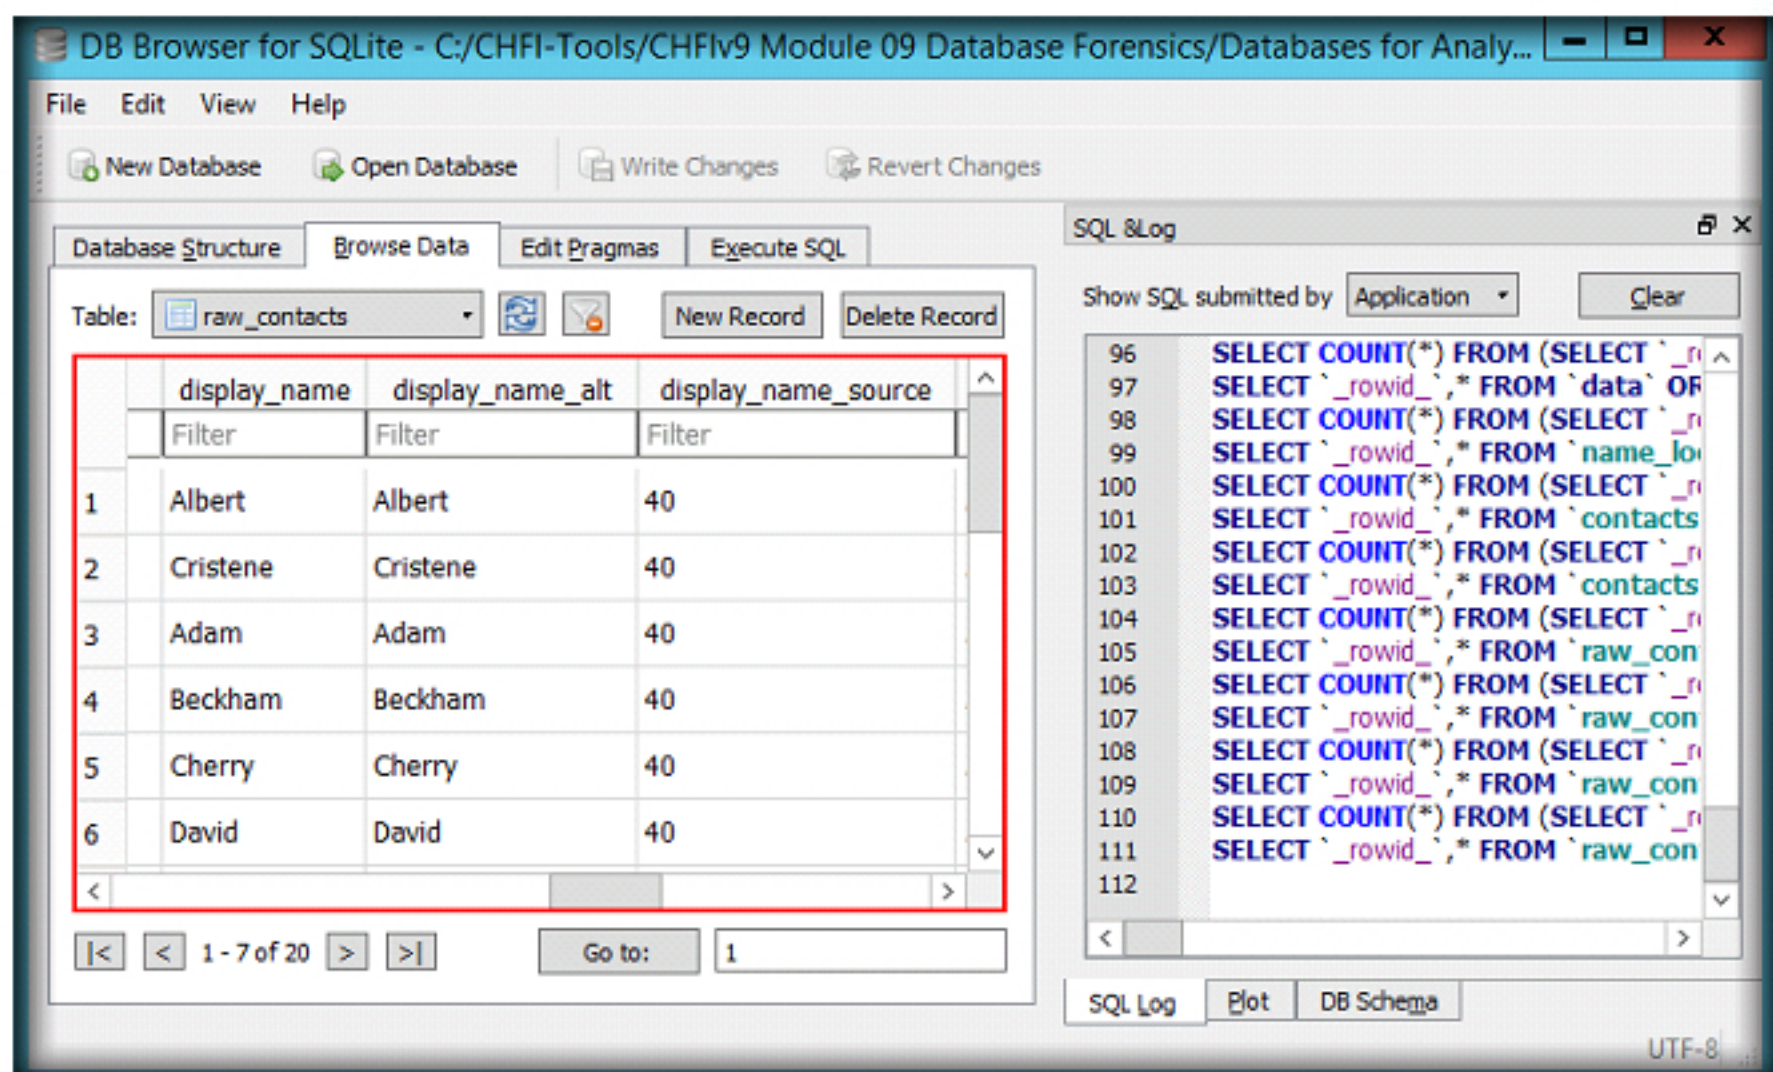 DB Browser for SQLite - C:/CHFI-Tools/CHFIv9 Module 09 Database Forensics/Databases for Analy...
File Edit View Help
New Database Open Database Write Changes Revert Changes
Database Structure Browse Data Edit Pragmas Execute SQL
Table: raw_contacts New Record Delete Record
display_name display_name_alt display_name_source
Filter Filter Filter
1 Albert Albert 40
2 Cristene Cristene 40
3 Adam Adam 40
4 Beckham Beckham 40
5 Cherry Cherry 40
6 David David 40
|< < 1 - 7 of 20 > >| Go to: 1
SQL &Log
Show SQL submitted by Application Clear
96 SELECT COUNT(*) FROM (SELECT `_r
97 SELECT `_rowid_`,* FROM `data` OR
98 SELECT COUNT(*) FROM (SELECT `_r
99 SELECT `_rowid_`,* FROM `name_lo
100 SELECT COUNT(*) FROM (SELECT `_r
101 SELECT `_rowid_`,* FROM `contacts
102 SELECT COUNT(*) FROM (SELECT `_r
103 SELECT `_rowid_`,* FROM `contacts
104 SELECT COUNT(*) FROM (SELECT `_r
105 SELECT `_rowid_`,* FROM `raw_con
106 SELECT COUNT(*) FROM (SELECT `_r
107 SELECT `_rowid_`,* FROM `raw_con
108 SELECT COUNT(*) FROM (SELECT `_r
109 SELECT `_rowid_`,* FROM `raw_con
110 SELECT COUNT(*) FROM (SELECT `_r
111 SELECT `_rowid_`,* FROM `raw_con
112
SQL Log Plot DB Schema
UTF-8